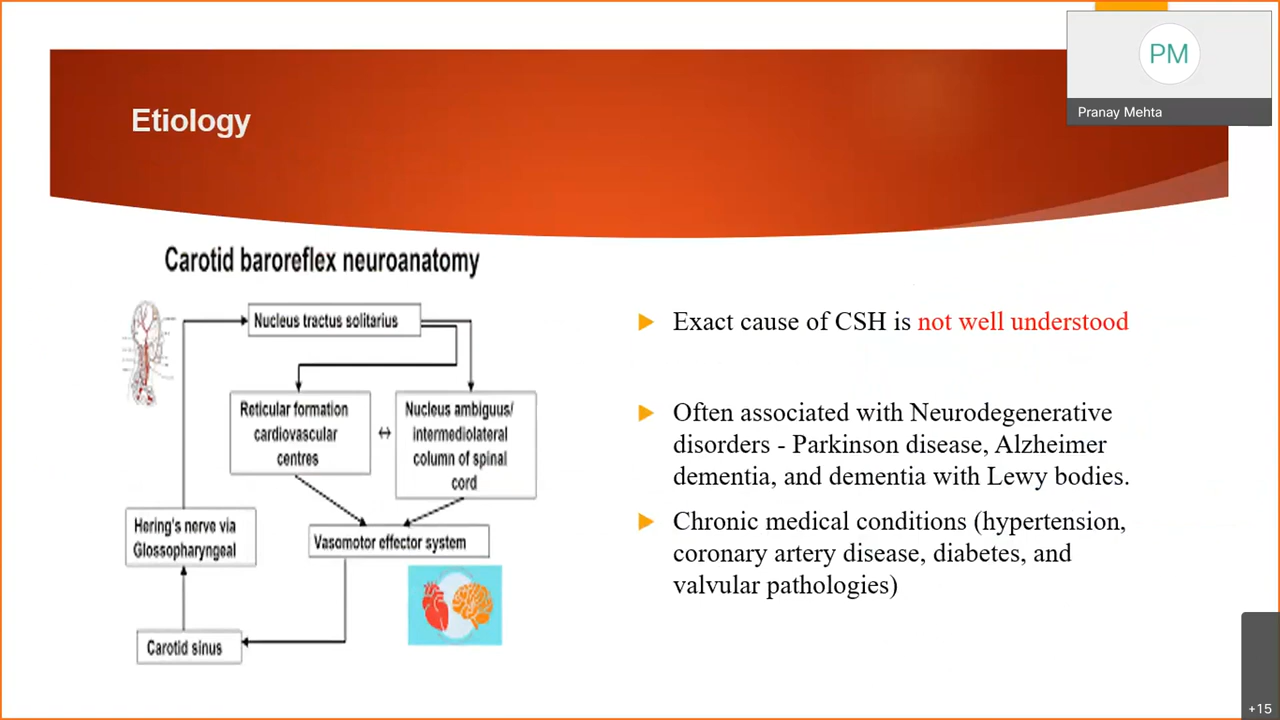 PM
Pranay Mehta
Etiology
Carotid baroreflex neuroanatomy
Nucleus tractus solitarius
Reticular formation
cardiovascular
centres
Nucleus ambiguus/
intermediolateral
column of spinal
cord
Hering's nerve via
Glossopharyngeal
Vasomotor effector system
Carotid sinus
Exact cause of CSH is not well understood
Often associated with Neurodegenerative
disorders - Parkinson disease, Alzheimer
dementia, and dementia with Lewy bodies.
Chronic medical conditions (hypertension,
coronary artery disease, diabetes, and
valvular pathologies)
+15